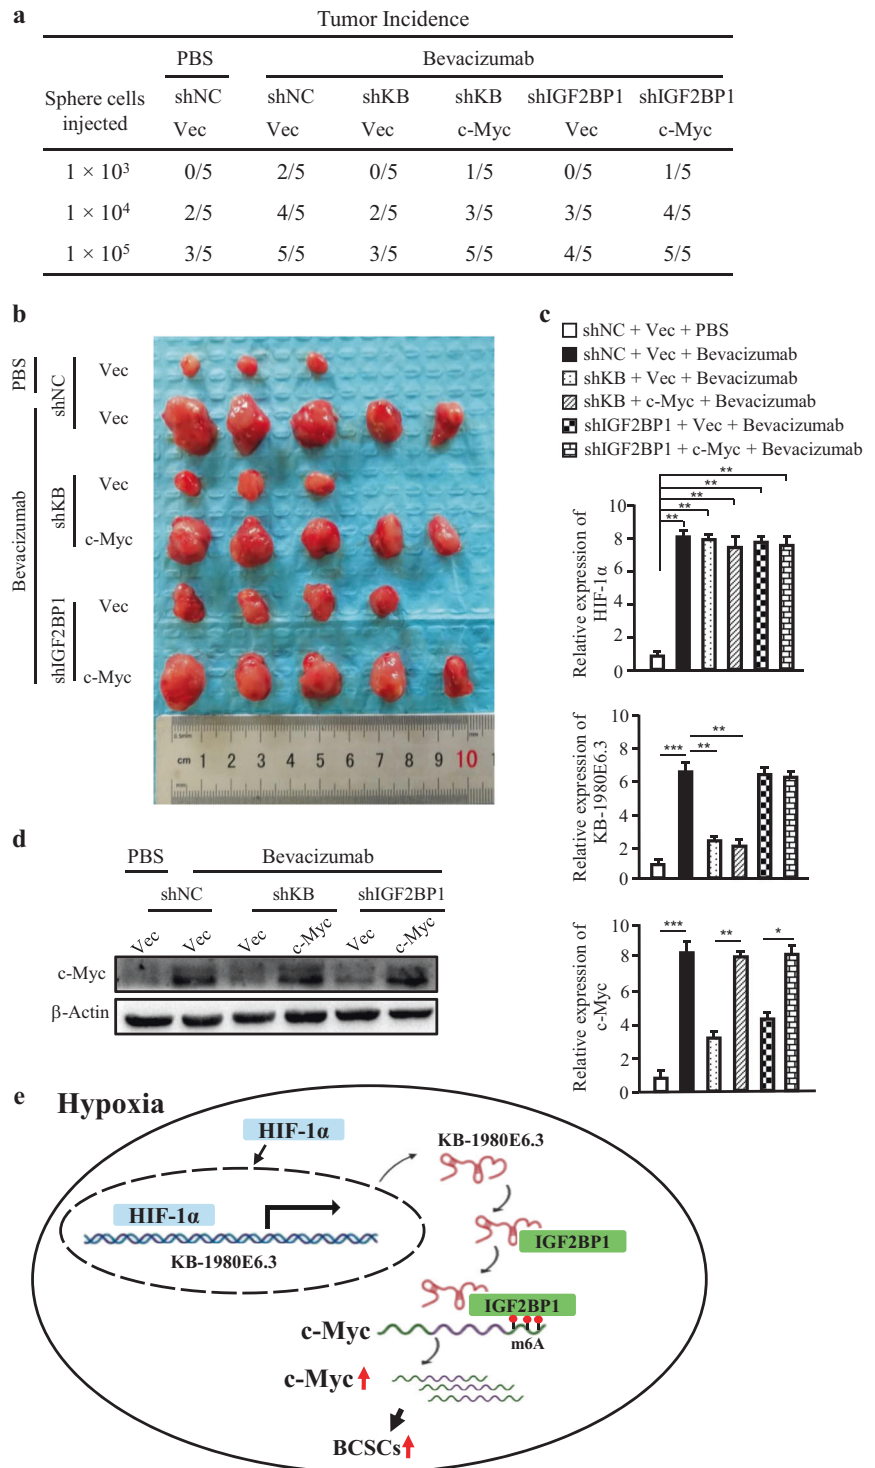 a
Tumor Incidence
PBS Bevacizumab
Sphere cells injected shNC Vec shNC Vec shKB Vec shKB c-Myc shIGF2BP1 Vec shIGF2BP1 c-Myc
1 × 10³ 0/5 2/5 0/5 1/5 0/5 1/5
1 × 10⁴ 2/5 4/5 2/5 3/5 3/5 4/5
1 × 10⁵ 3/5 5/5 3/5 5/5 4/5 5/5
b
PBS
Bevacizumab
shNC
shKB
shIGF2BP1
Vec
Vec
Vec
c-Myc
Vec
c-Myc
cm 1 2 3 4 5 6 7 8 9 10
c
shNC + Vec + PBS
shNC + Vec + Bevacizumab
shKB + Vec + Bevacizumab
shKB + c-Myc + Bevacizumab
shIGF2BP1 + Vec + Bevacizumab
shIGF2BP1 + c-Myc + Bevacizumab
Relative expression of
HIF-1α
10
8
6
4
2
0
**
**
**
**
**
Relative expression of
KB-1980E6.3
10
8
6
4
2
0
***
**
**
Relative expression of
c-Myc
10
8
6
4
2
0
***
**
*
d
PBS Bevacizumab
shNC shKB shIGF2BP1
Vec Vec Vec c-Myc Vec c-Myc
c-Myc
β-Actin
e
Hypoxia
HIF-1α
HIF-1α
KB-1980E6.3
KB-1980E6.3
IGF2BP1
IGF2BP1
c-Myc
m6A
c-Myc
BCSCs